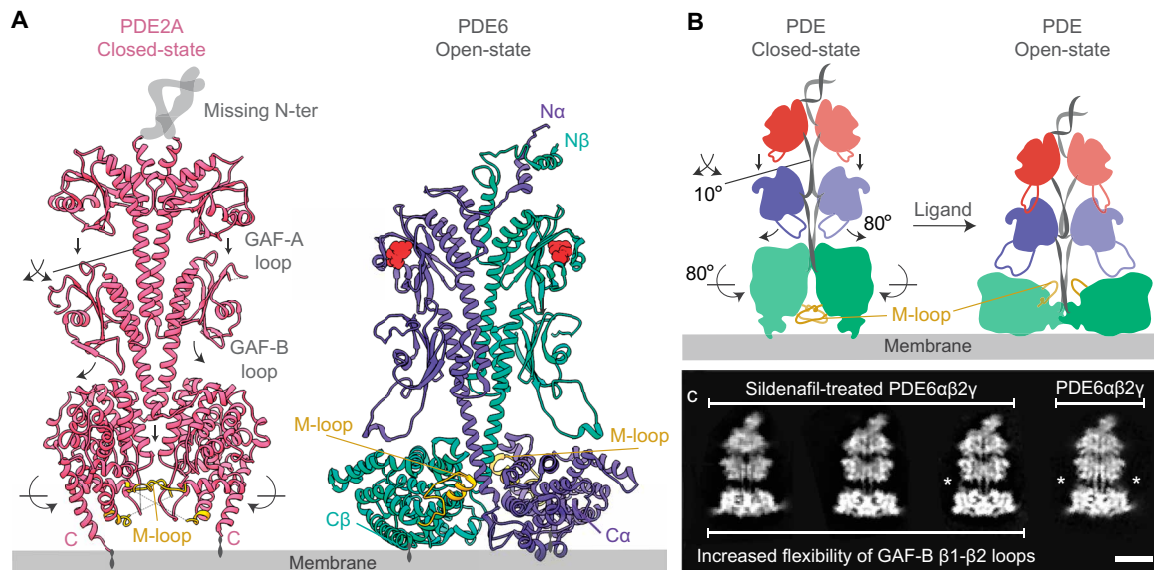 A
PDE2A
Closed-state
PDE6
Open-state
Missing N-ter
Nα
Nβ
GAF-A
loop
GAF-B
loop
M-loop
M-loop
M-loop
C
C
Cβ
Cα
Membrane
B
PDE
Closed-state
PDE
Open-state
10°
80°
Ligand
80°
M-loop
Membrane
C
Sildenafil-treated PDE6αβ2γ
PDE6αβ2γ
*
*
*
Increased flexibility of GAF-B β1-β2 loops